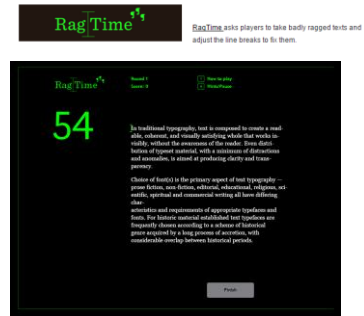 RagTime
RagTime asks players to take badly ragged texts and
adjust the line breaks to fix them.
RagTime
Round 1
Score: 0
How to play
Hide/Pause
54
In traditional typography, text is composed to create a read-
able, coherent, and visually satisfying whole that works in-
visibly, without the awareness of the reader. Even distri-
bution of typeset material, with a minimum of distractions
and anomalies, is aimed at producing clarity and trans-
parency.
Choice of font(s) is the primary aspect of text typography —
prose fiction, non-fiction, editorial, educational, religious, sci-
entific, spiritual and commercial writing all have differing
char-
acteristics and requirements of appropriate typefaces and
fonts. For historic material established text typefaces are
frequently chosen according to a scheme of historical
genre acquired by a long process of accretion, with
considerable overlap between historical periods.
Finish